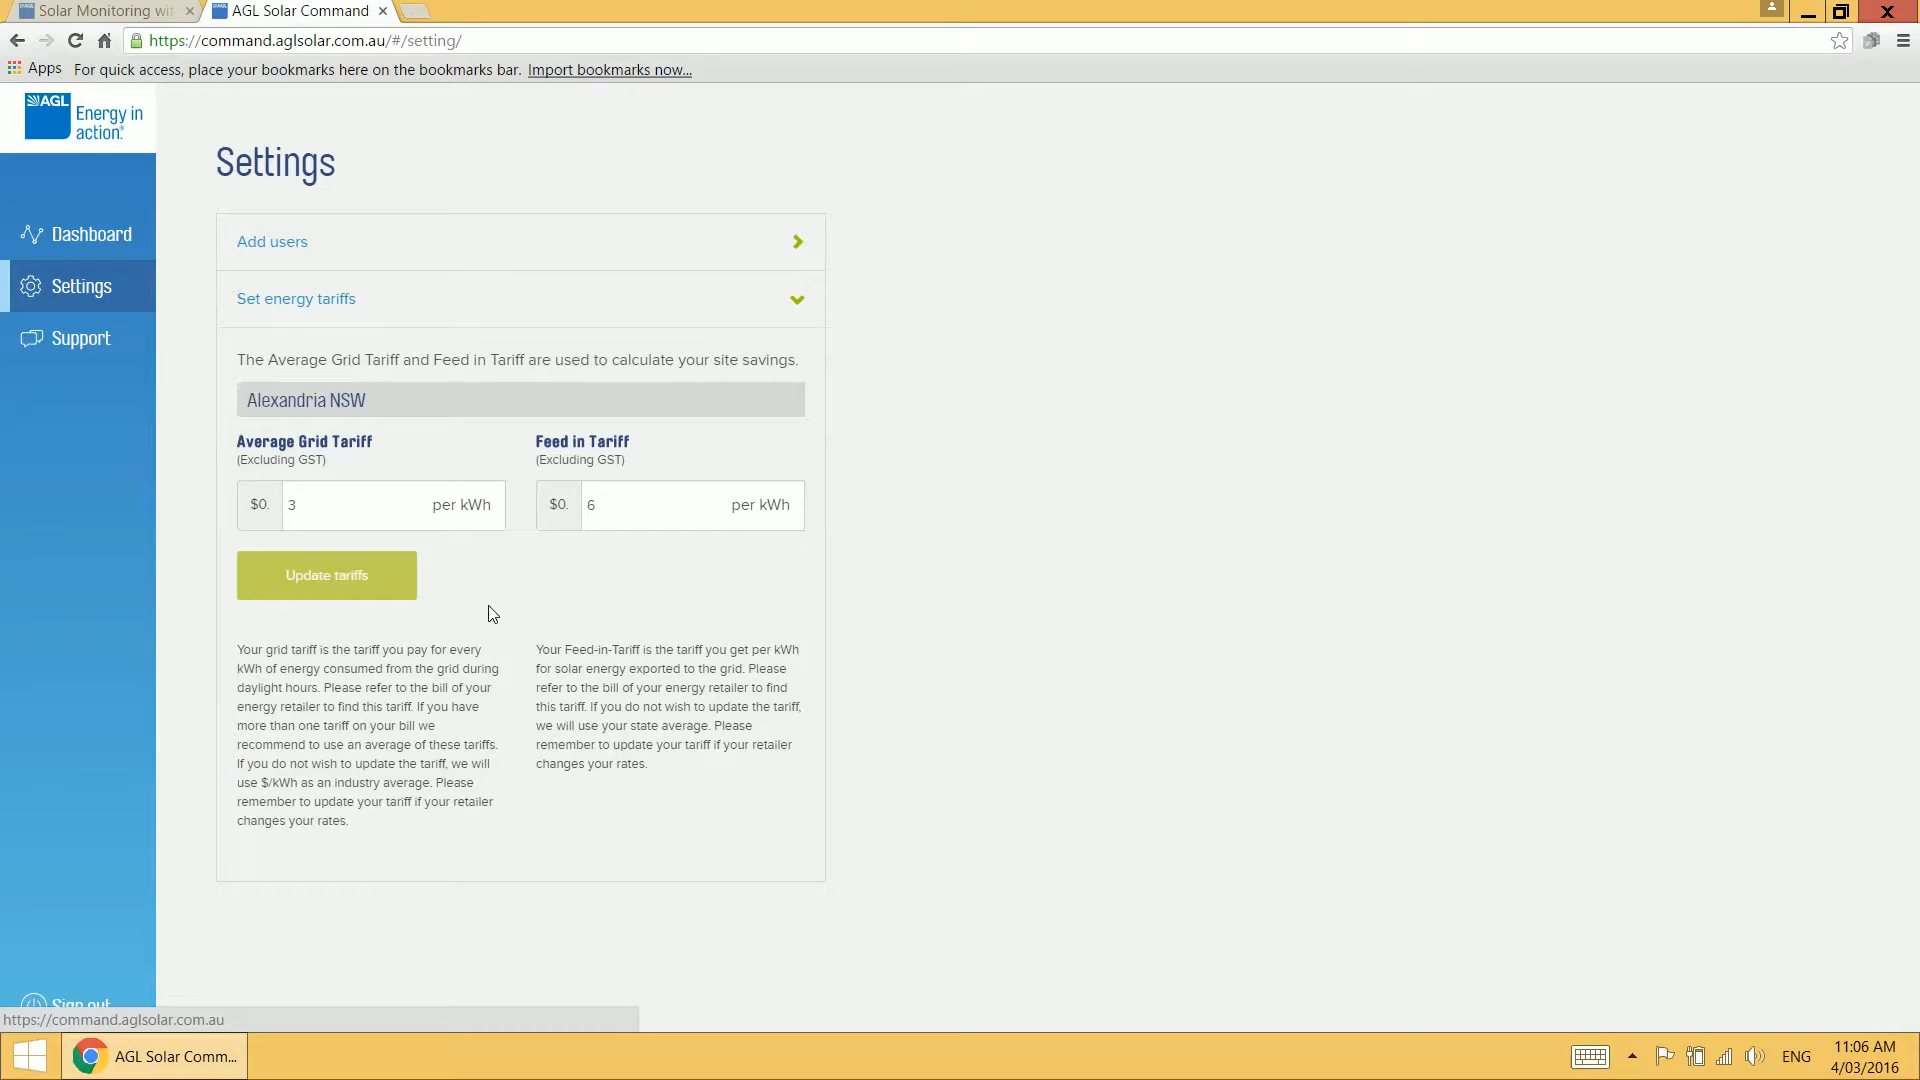 Solar Monitoring wit
AGL Solar Command
https://command.aglsolar.com.au/#/setting/
Apps
For quick access, place your bookmarks here on the bookmarks bar. Import bookmarks now...
AGL
Energy in
action.®
Settings
Dashboard
Settings
Support
Add users
Set energy tariffs
The Average Grid Tariff and Feed in Tariff are used to calculate your site savings.
Alexandria NSW
Average Grid Tariff
(Excluding GST)
$0. 3 per kWh
Feed in Tariff
(Excluding GST)
$0. 6 per kWh
Update tariffs
Your grid tariff is the tariff you pay for every
kWh of energy consumed from the grid during
daylight hours. Please refer to the bill of your
energy retailer to find this tariff. If you have
more than one tariff on your bill we
recommend to use an average of these tariffs.
If you do not wish to update the tariff, we will
use $/kWh as an industry average. Please
remember to update your tariff if your retailer
changes your rates.
Your Feed-in-Tariff is the tariff you get per kWh
for solar energy exported to the grid. Please
refer to the bill of your energy retailer to find
this tariff. If you do not wish to update the tariff,
we will use your state average. Please
remember to update your tariff if your retailer
changes your rates.
Sign out
https://command.aglsolar.com.au
AGL Solar Comm...
ENG
11:06 AM
4/03/2016